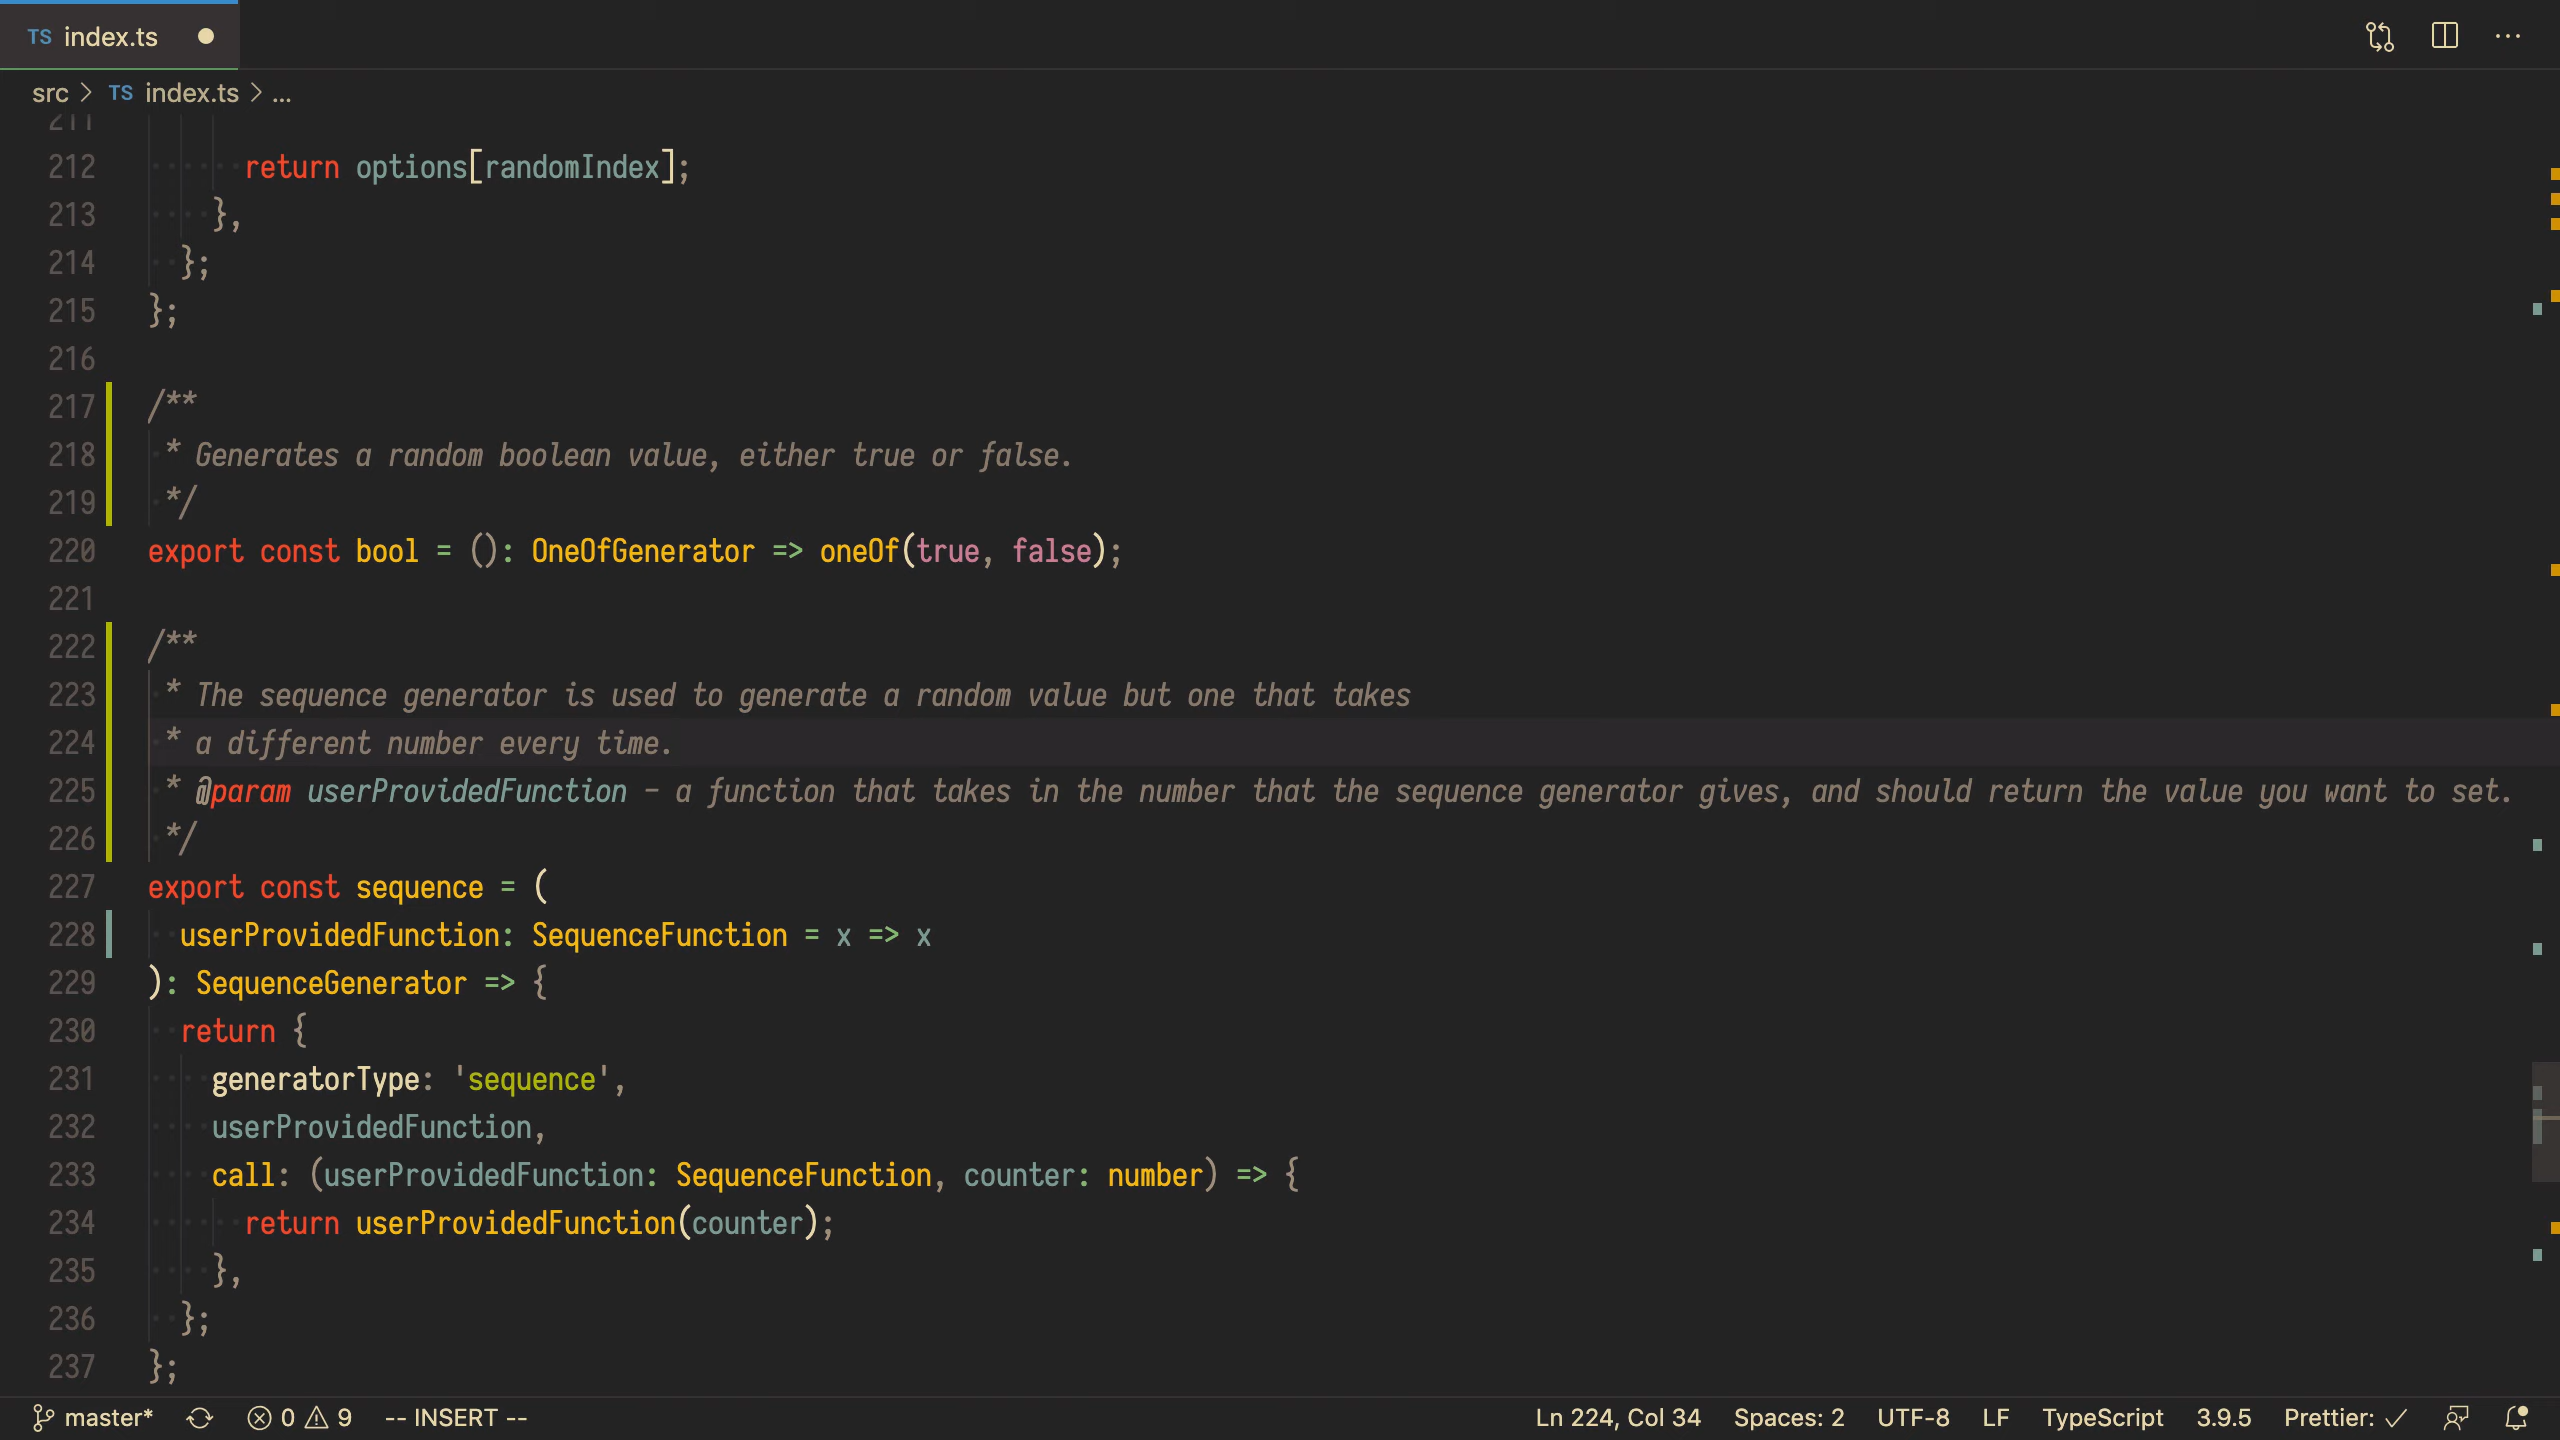 TS index.ts
src > TS index.ts > ...
211
212 return options[randomIndex];
213 },
214 };
215 };
216
217 /**
218 * Generates a random boolean value, either true or false.
219 */
220 export const bool = (): OneOfGenerator => oneOf(true, false);
221
222 /**
223 * The sequence generator is used to generate a random value but one that takes
224 * a different number every time.
225 * @param userProvidedFunction - a function that takes in the number that the sequence generator gives, and should return the value you want to set.
226 */
227 export const sequence = (
228 userProvidedFunction: SequenceFunction = x => x
229 ): SequenceGenerator => {
230 return {
231 generatorType: 'sequence',
232 userProvidedFunction,
233 call: (userProvidedFunction: SequenceFunction, counter: number) => {
234 return userProvidedFunction(counter);
235 },
236 };
237 };
master* 0 9 -- INSERT -- Ln 224, Col 34 Spaces: 2 UTF-8 LF TypeScript 3.9.5 Prettier: ✓